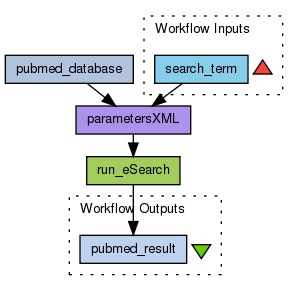 Workflow Inputs
pubmed_database
search_term
parametersXML
run_eSearch
Workflow Outputs
pubmed_result